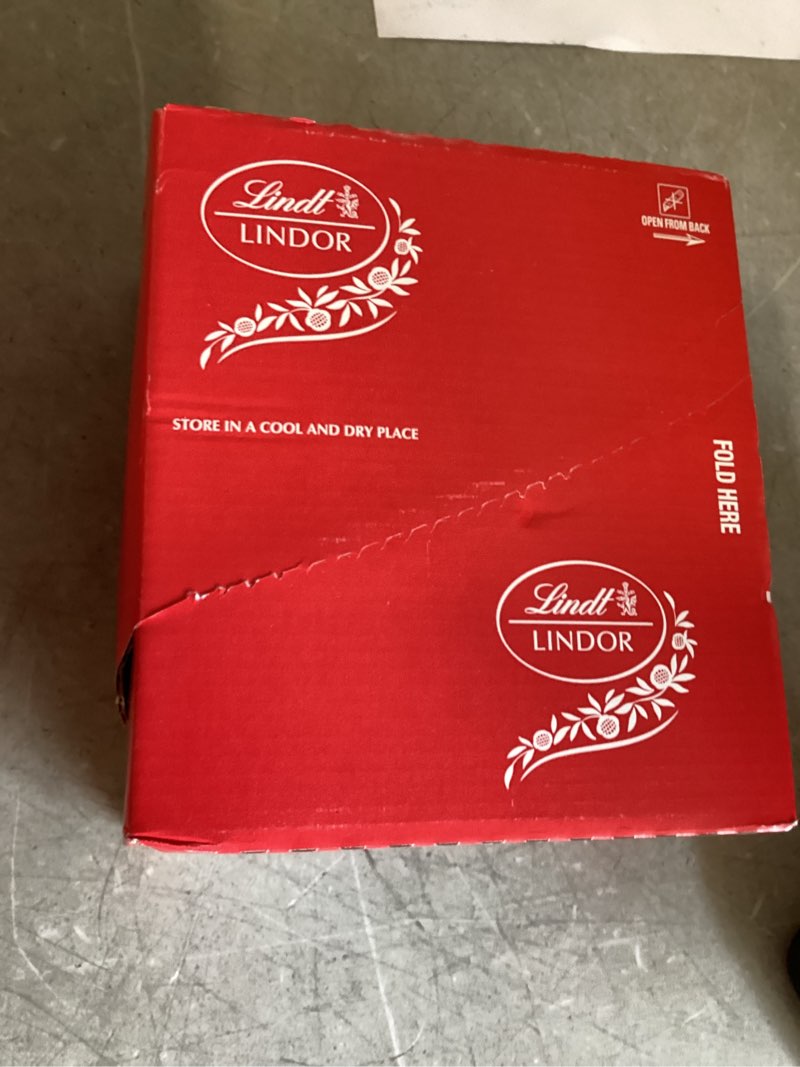 Lindt
LINDOR
OPEN FROM BACK
STORE IN A COOL AND DRY PLACE
FOLD HERE
Lindt
LINDOR